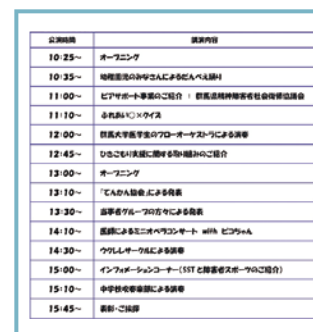 公演時間 講演内容
10:25~ オープニング
10:35~ 幼稚園児のみなさんによるだんべえ踊り
11:00~ ピアサポート事業のご紹介 : 群馬県精神障害者社会復帰協議会
11:10~ ふれあい○×クイズ
12:00~ 群馬大学医学生のフローオーケストラによる演奏
12:45~ ひきこもり支援に関する取り組みのご紹介
13:00~ オープニング
13:10~ 「てんかん協会」による発表
13:30~ 当事者グループの方々による発表
14:10~ 医師によるミニオペラコンサート with ピコちゃん
14:30~ ウクレレサークルによる演奏
15:00~ インフォメーションコーナー(SSTと障害者スポーツのご紹介)
15:10~ 中学校吹奏楽部による演奏
15:45~ 表彰・ご挨拶